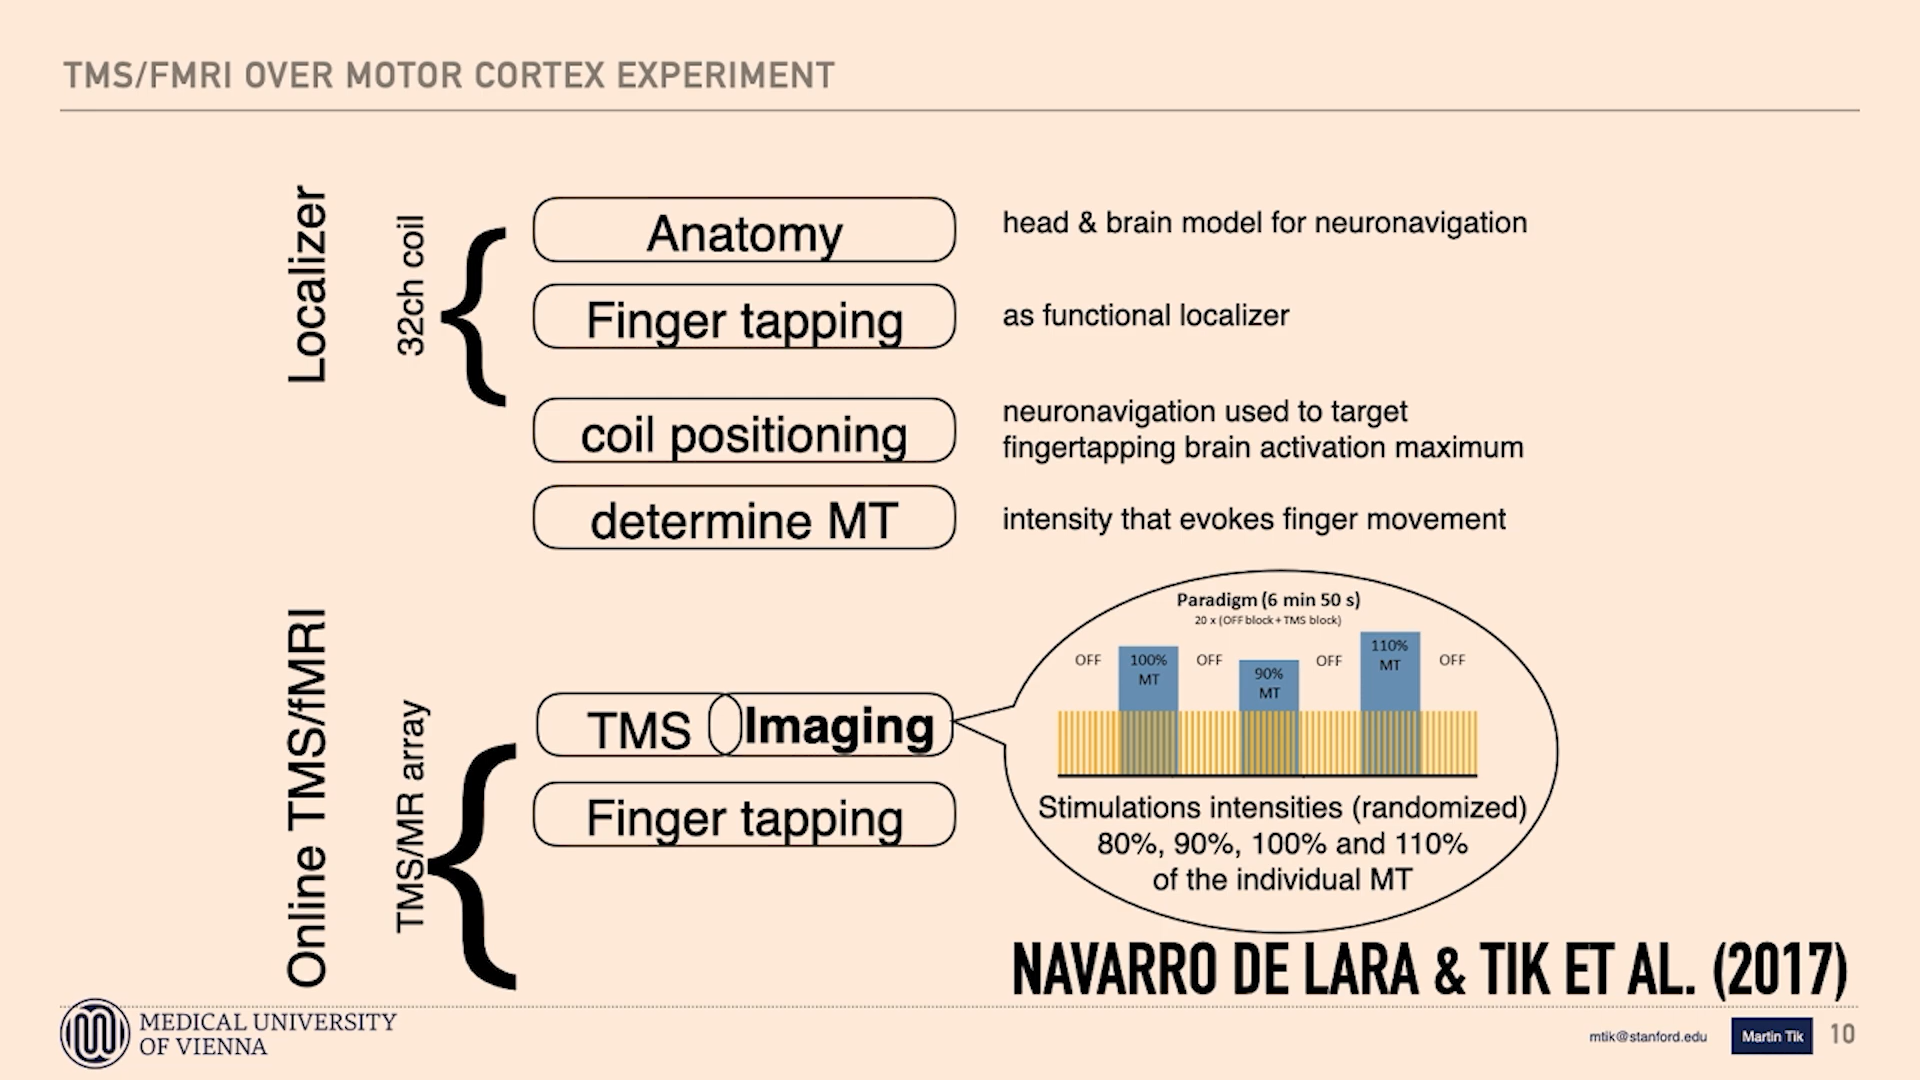 TMS/FMRI OVER MOTOR CORTEX EXPERIMENT
Localizer
32ch coil
Anatomy
head & brain model for neuronavigation
Finger tapping
as functional localizer
coil positioning
neuronavigation used to target
fingertapping brain activation maximum
determine MT
intensity that evokes finger movement
Online TMS/fMRI
TMS/MR array
TMS
Imaging
Finger tapping
Paradigm (6 min 50 s)
20 x (OFF block + TMS block)
OFF
100%
MT
OFF
90%
MT
OFF
110%
MT
OFF
Stimulations intensities (randomized)
80%, 90%, 100% and 110%
of the individual MT
NAVARRO DE LARA & TIK ET AL. (2017)
MEDICAL UNIVERSITY
OF VIENNA
mtik@stanford.edu
Martin Tik
10